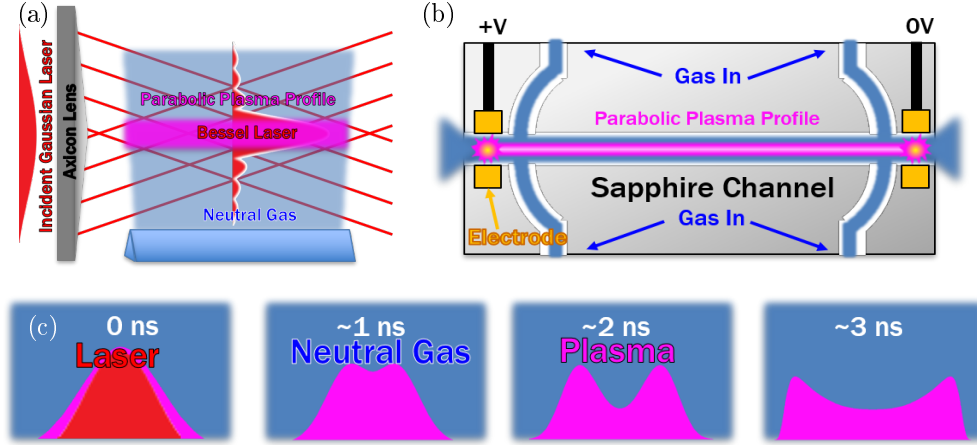 (a)
Incident Gaussian Laser
Axicon Lens
Parabolic Plasma Profile
Bessel Laser
Neutral Gas
(b)
+V
0V
Gas In
Parabolic Plasma Profile
Sapphire Channel
Gas In
Electrode
(c)
0 ns
Laser
~1 ns
Neutral Gas
~2 ns
Plasma
~3 ns